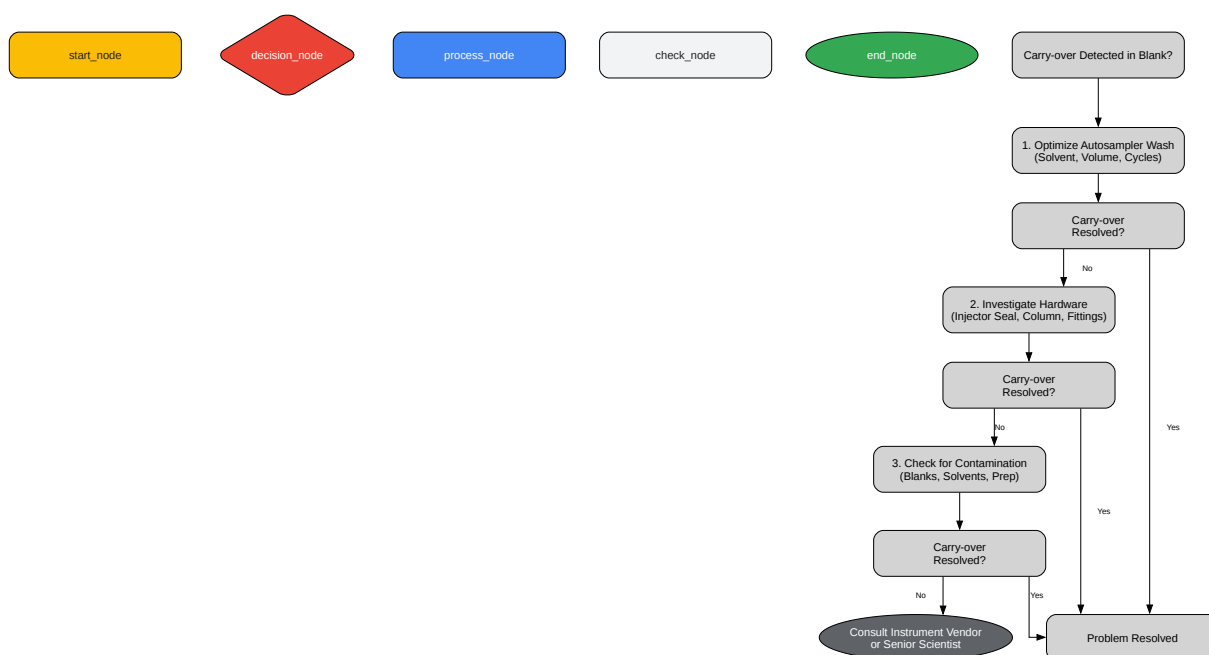 start_node
decision_node
process_node
check_node
end_node
Carry-over Detected in Blank?
1. Optimize Autosampler Wash
(Solvent, Volume, Cycles)
Carry-over
Resolved?
No
2. Investigate Hardware
(Injector Seal, Column, Fittings)
Carry-over
Resolved?
No
Yes
3. Check for Contamination
(Blanks, Solvents, Prep)
Yes
Carry-over
Resolved?
No
Yes
Consult Instrument Vendor
or Senior Scientist
Problem Resolved